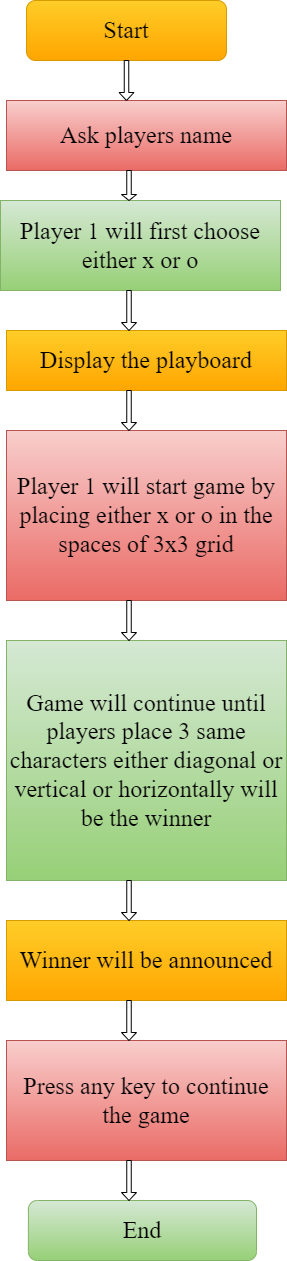 Start
Ask players name
Player 1 will first choose
either x or o
Display the playboard
Player 1 will start game by
placing either x or o in the
spaces of 3x3 grid
Game will continue until
players place 3 same
characters either diagonal or
vertical or horizontally will
be the winner
Winner will be announced
Press any key to continue
the game
End